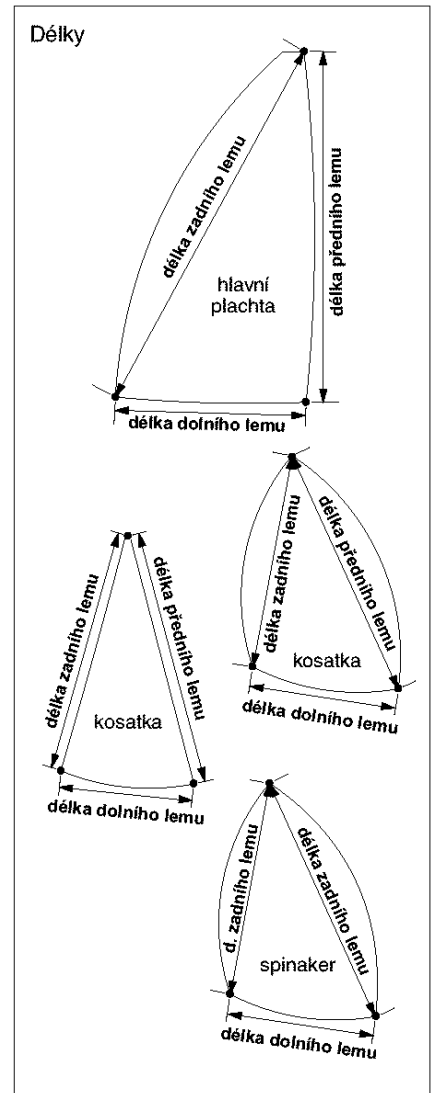 Délky
délka zadního lemu
délka předního lemu
hlavní
plachta
délka dolního lemu
délka zadního lemu
délka předního lemu
kosatka
délka dolního lemu
délka zadního lemu
délka předního lemu
kosatka
délka dolního lemu
d. zadního lemu
délka zadního lemu
spinaker
délka dolního lemu